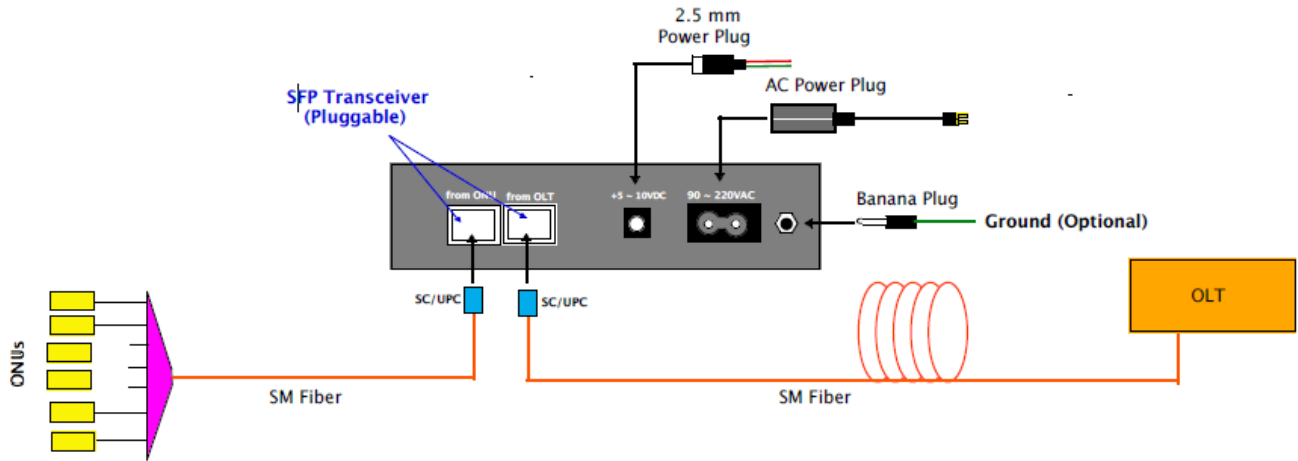 2.5 mm
Power Plug
AC Power Plug
SFP Transceiver
(Pluggable)
from ONU
from OLT
+5 ~ 10VDC
90 ~ 220VAC
Banana Plug
Ground (Optional)
SC/UPC
SC/UPC
OLT
ONUs
SM Fiber
SM Fiber